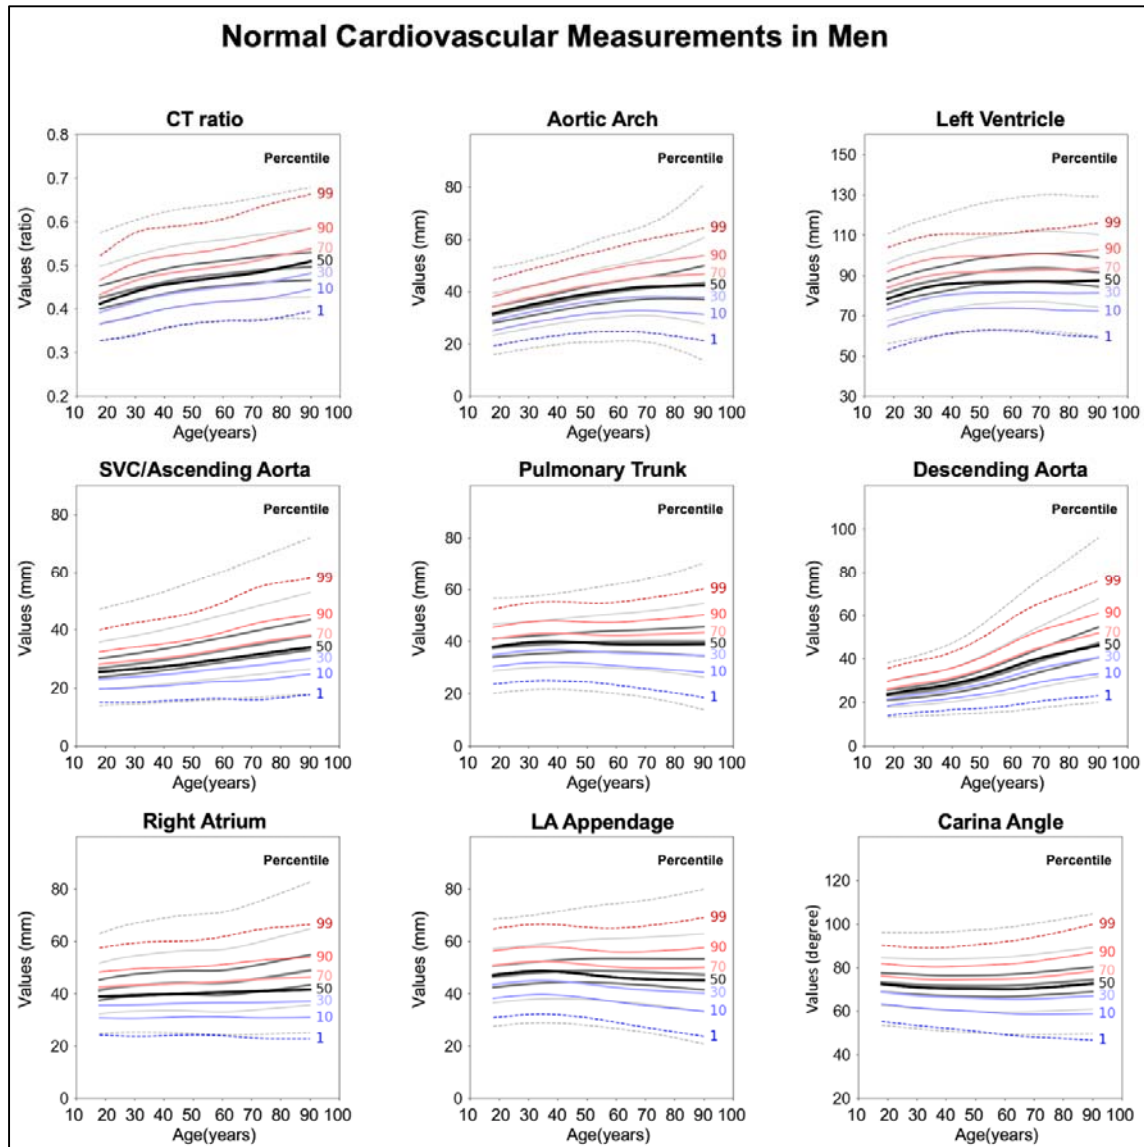 Normal Cardiovascular Measurements in Men
CT ratio
Values (ratio)
0.8
0.7
0.6
0.5
0.4
0.3
0.2
Percentile
99
90
70
50
30
10
1
10 20 30 40 50 60 70 80 90 100
Age(years)
Aortic Arch
Values (mm)
80
60
40
20
0
Percentile
99
90
70
50
30
10
1
10 20 30 40 50 60 70 80 90 100
Age(years)
Left Ventricle
Values (mm)
150
130
110
90
70
50
30
Percentile
99
90
70
50
30
10
1
10 20 30 40 50 60 70 80 90 100
Age(years)
SVC/Ascending Aorta
Values (mm)
80
60
40
20
0
Percentile
99
90
70
50
30
10
1
10 20 30 40 50 60 70 80 90 100
Age(years)
Pulmonary Trunk
Values (mm)
80
60
40
20
0
Percentile
99
90
70
50
30
10
1
10 20 30 40 50 60 70 80 90 100
Age(years)
Descending Aorta
Values (mm)
100
80
60
40
20
0
Percentile
99
90
70
50
30
10
1
10 20 30 40 50 60 70 80 90 100
Age(years)
Right Atrium
Values (mm)
80
60
40
20
0
Percentile
99
90
70
50
30
10
1
10 20 30 40 50 60 70 80 90 100
Age(years)
LA Appendage
Values (mm)
80
60
40
20
0
Percentile
99
90
70
50
30
10
1
10 20 30 40 50 60 70 80 90 100
Age(years)
Carina Angle
Values (degree)
120
100
80
60
40
20
Percentile
99
90
70
50
30
10
1
10 20 30 40 50 60 70 80 90 100
Age(years)